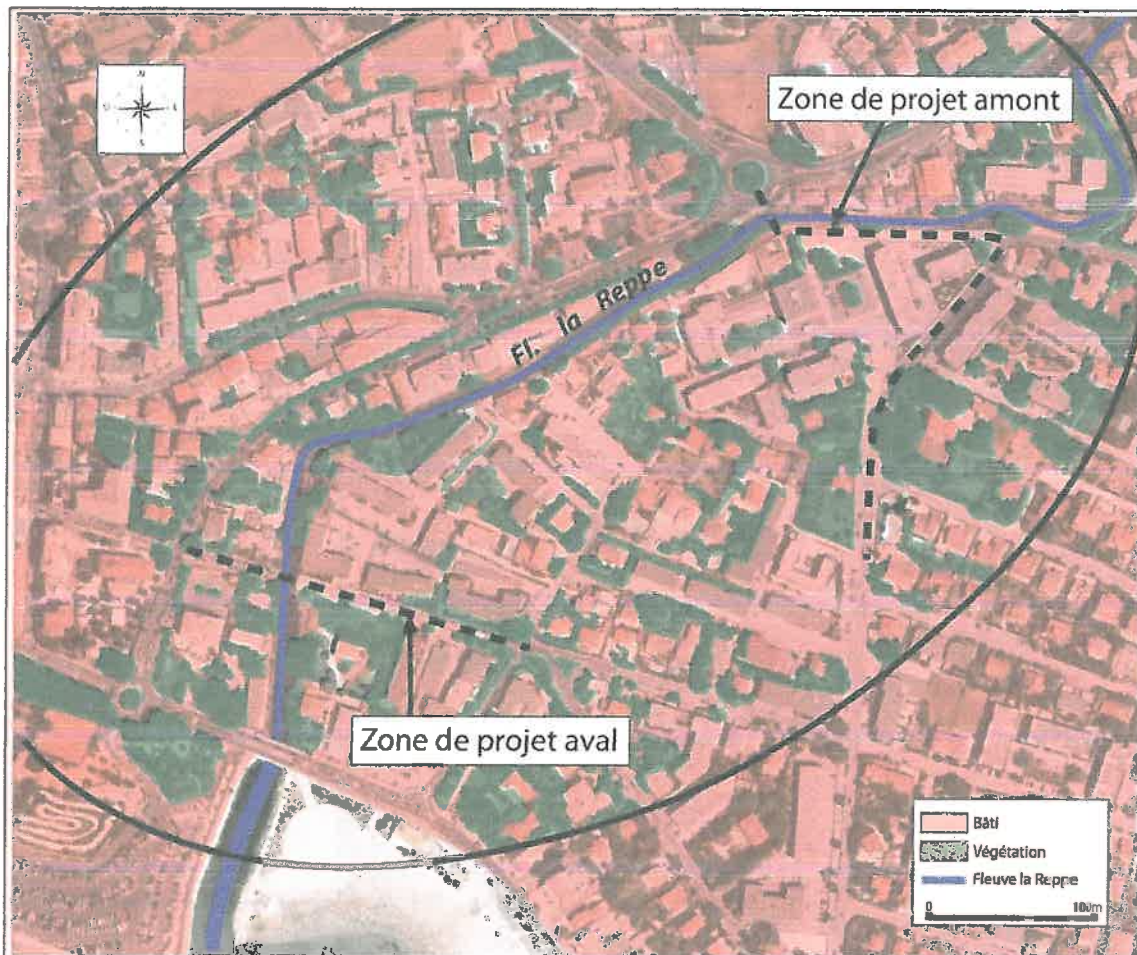 N
Zone de projet amont
Fl. la Reppe
Zone de projet aval
Bâti
Végétation
Fleuve la Reppe
0 100m